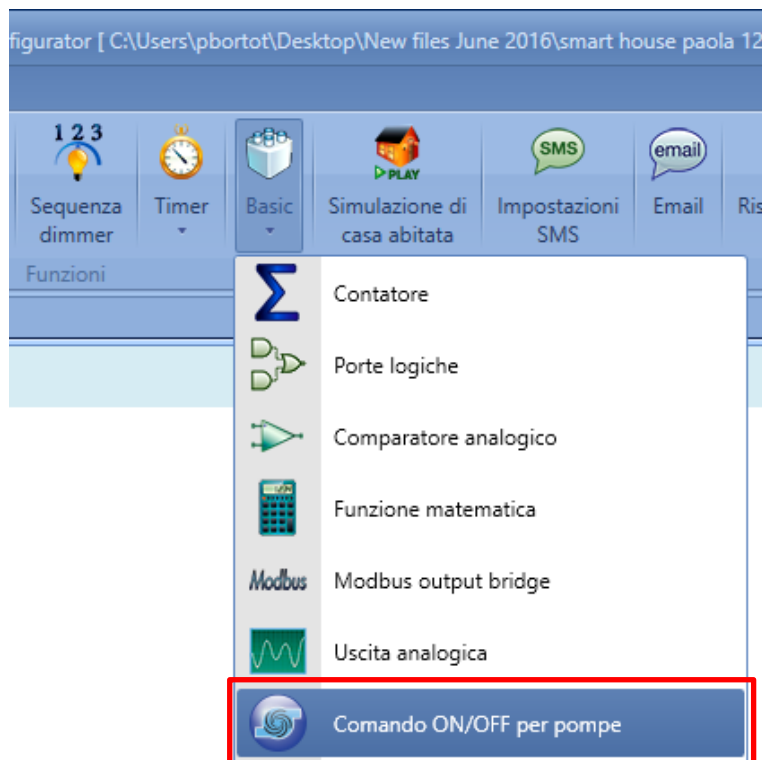 figurator [ C:\Users\pbortot\Desktop\New files June 2016\smart house paola 12
1 2 3
SMS
email
PLAY
Sequenza dimmer
Timer
Basic
Simulazione di casa abitata
Impostazioni SMS
Email
Ris
Funzioni
Contatore
Porte logiche
Comparatore analogico
Funzione matematica
Modbus Modbus output bridge
Uscita analogica
Comando ON/OFF per pompe